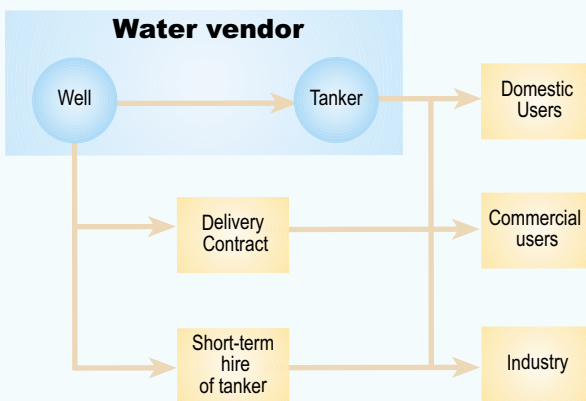 Water vendor
Well
Tanker
Domestic
Users
Delivery
Contract
Commercial
users
Short-term
hire
of tanker
Industry